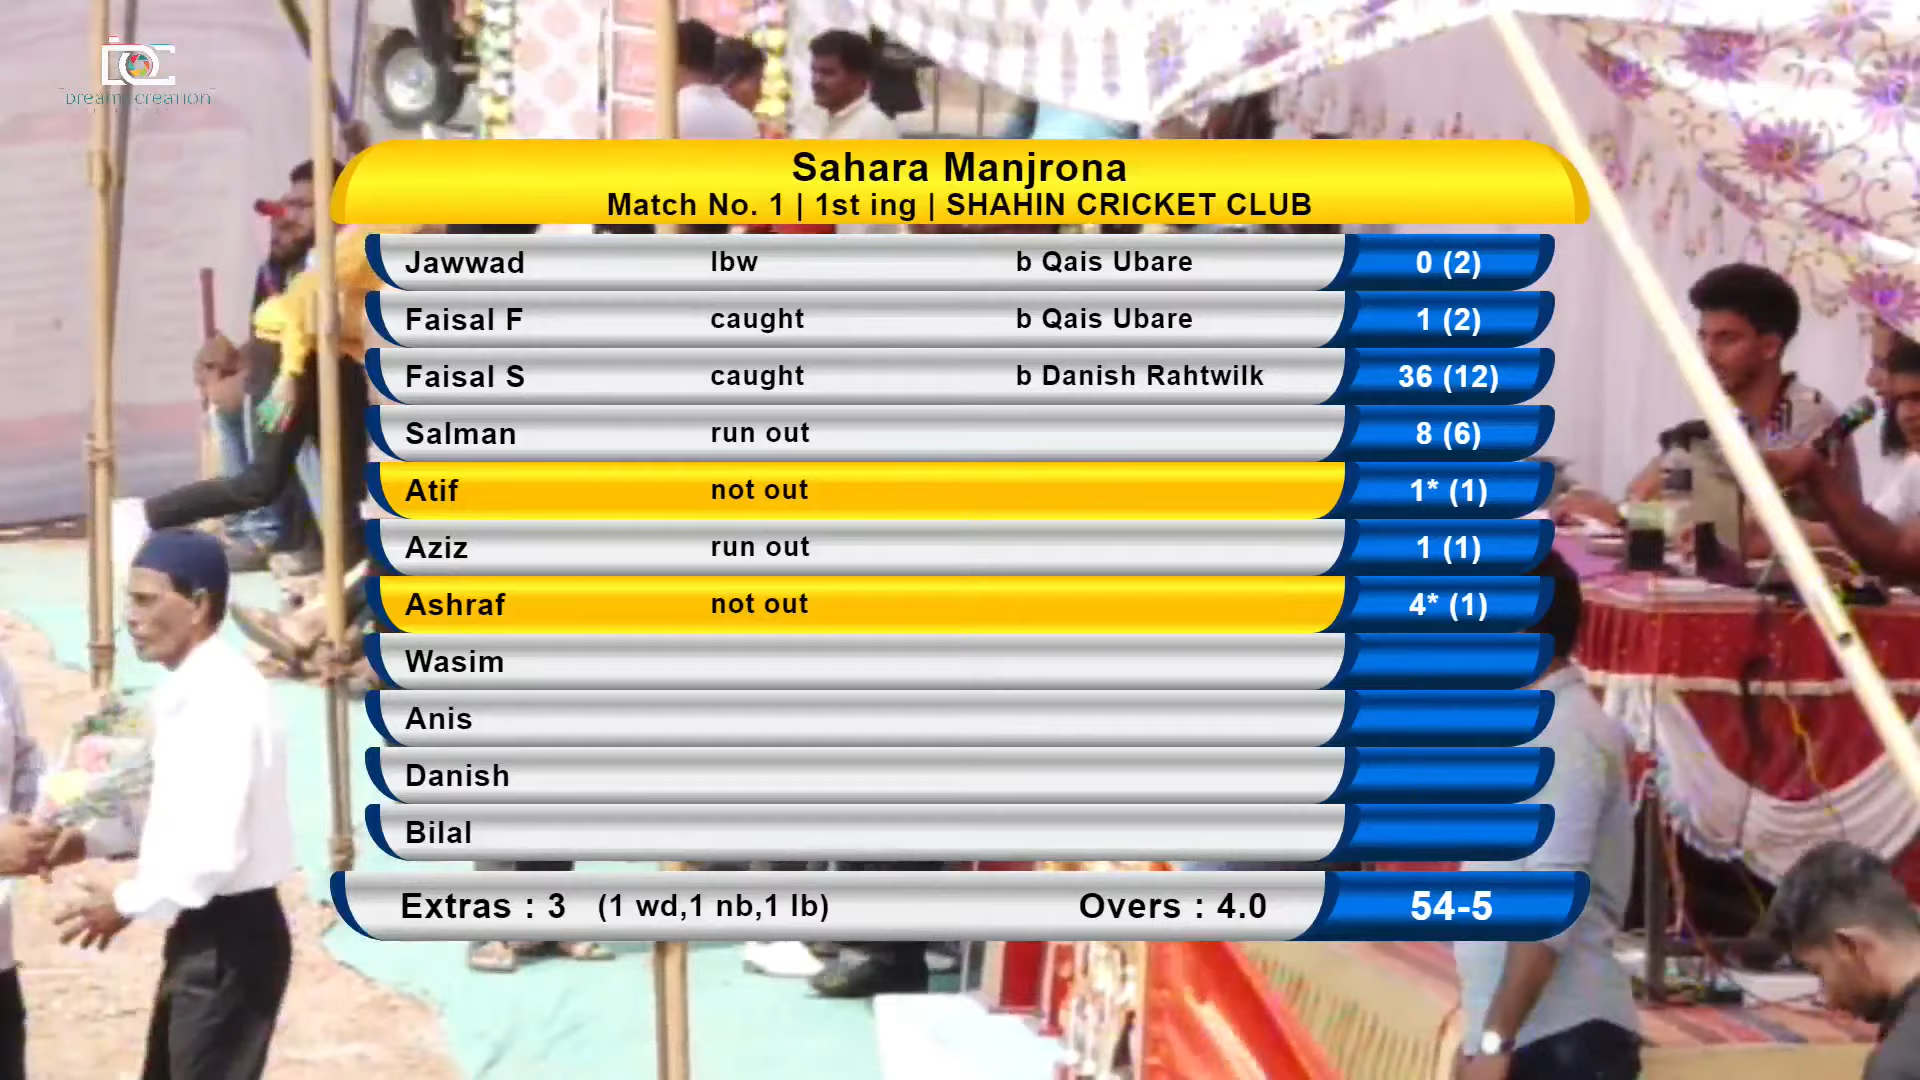 DC
Dream creation
Sahara Manjrona
Match No. 1 | 1st ing | SHAHIN CRICKET CLUB
Jawwad lbw b Qais Ubare 0 (2)
Faisal F caught b Qais Ubare 1 (2)
Faisal S caught b Danish Rahtwilk 36 (12)
Salman run out 8 (6)
Atif not out 1* (1)
Aziz run out 1 (1)
Ashraf not out 4* (1)
Wasim
Anis
Danish
Bilal
Extras : 3 (1 wd,1 nb,1 lb) Overs : 4.0 54-5